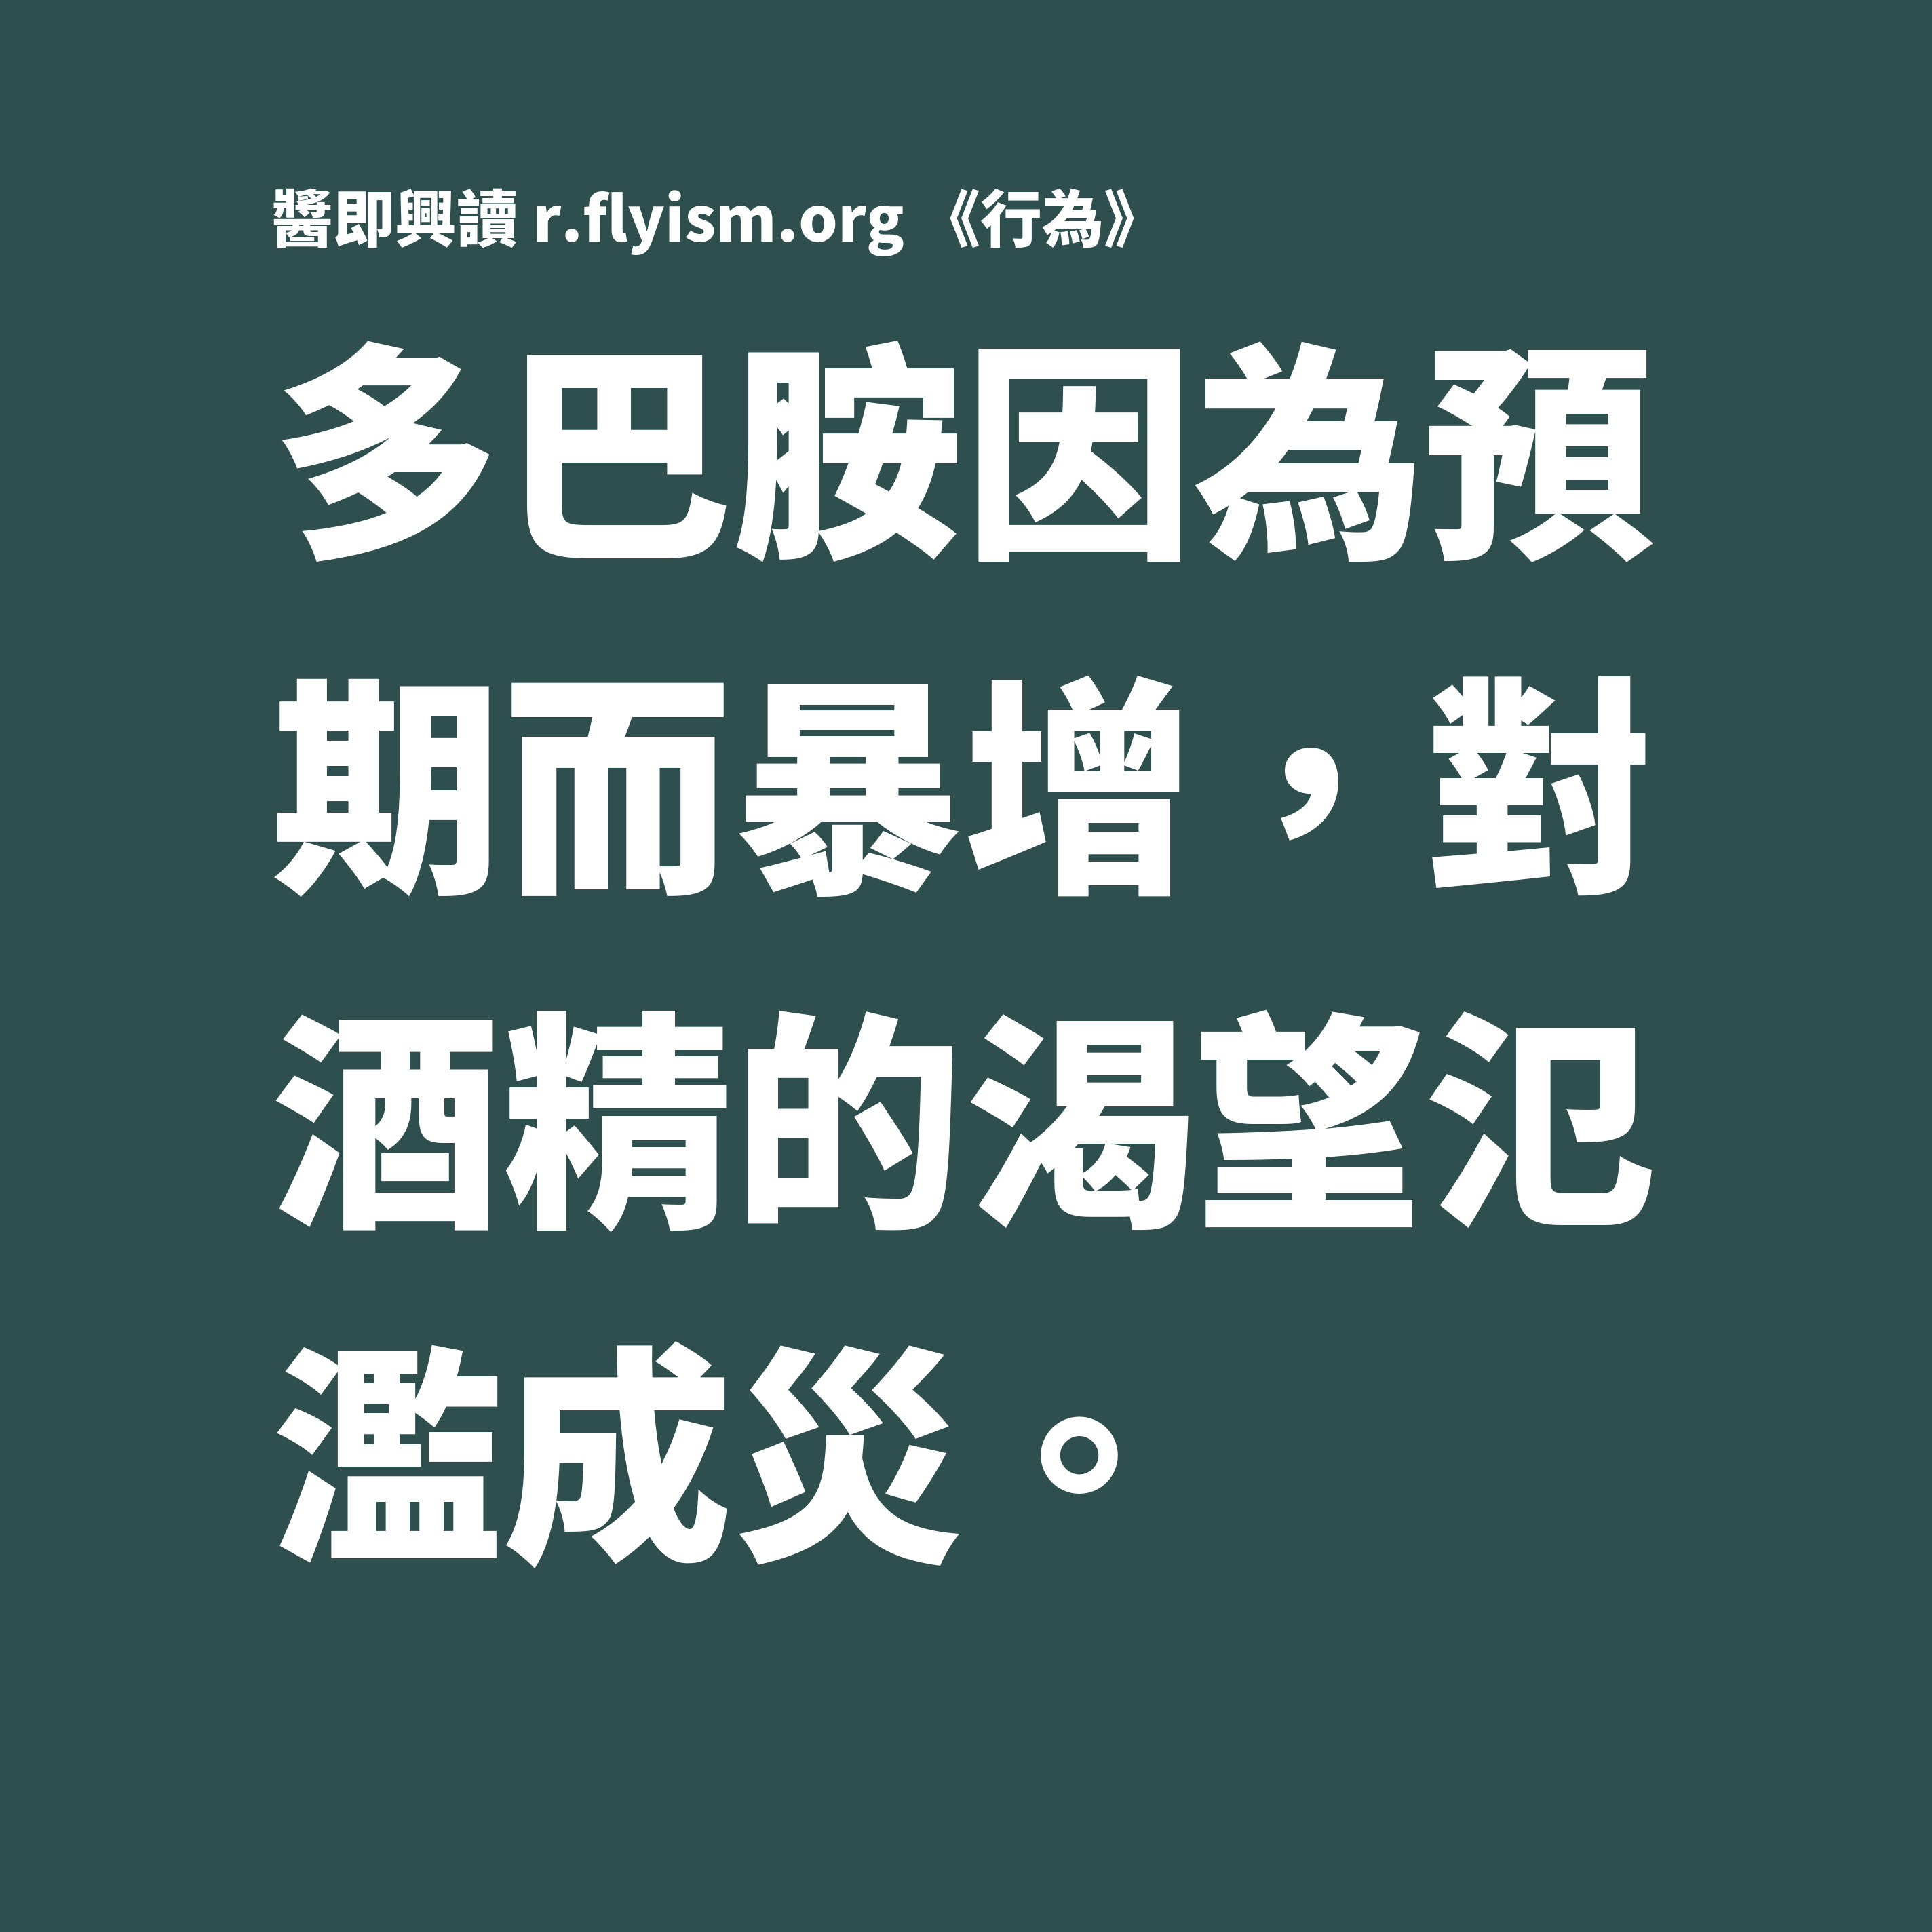 墾即興讀 r.flyism.org 《行為》
多巴胺因為預
期而暴增，對
酒精的渴望氾
濫成災。